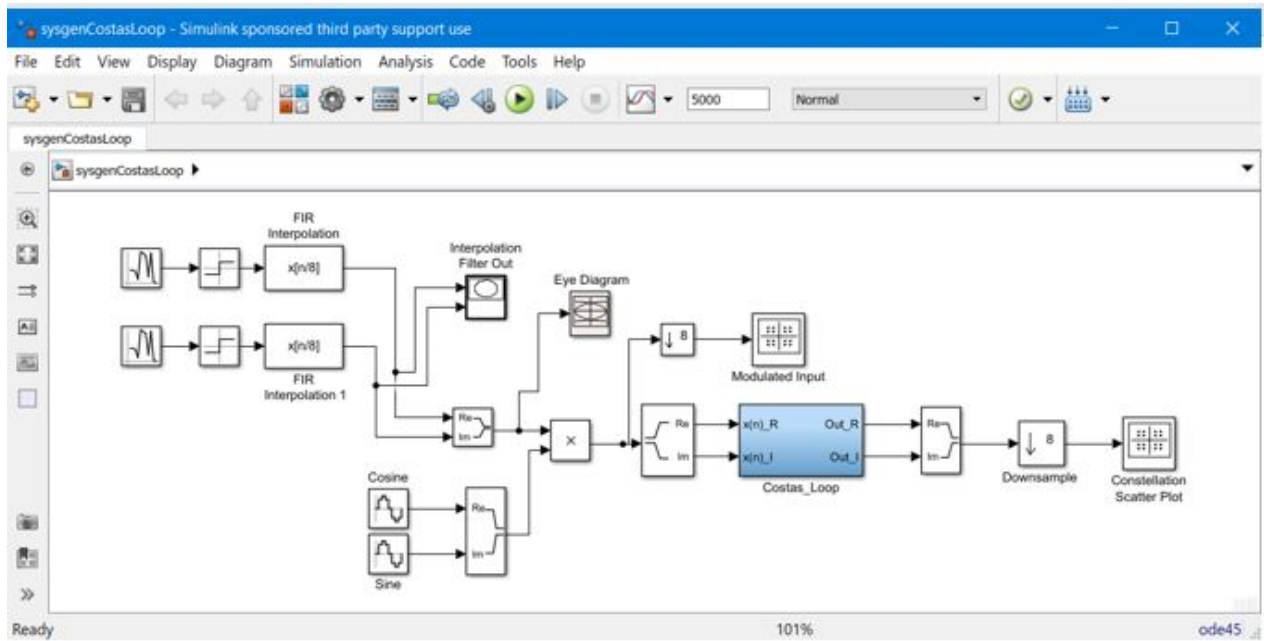 sysgenCostasLoop - Simulink sponsored third party support use
File Edit View Display Diagram Simulation Analysis Code Tools Help
5000 Normal
sysgenCostasLoop
sysgenCostasLoop
FIR
Interpolation
x[n/8]
Interpolation
Filter Out
Eye Diagram
x[n/8]
FIR
Interpolation 1
8
Modulated Input
Re
Im
×
Re
Im
x(n)_R Out_R
x(n)_I Out_I
Costas_Loop
Re
Im
8
Downsample
Constellation
Scatter Plot
Cosine
Re
Im
Sine
Ready 101% ode45